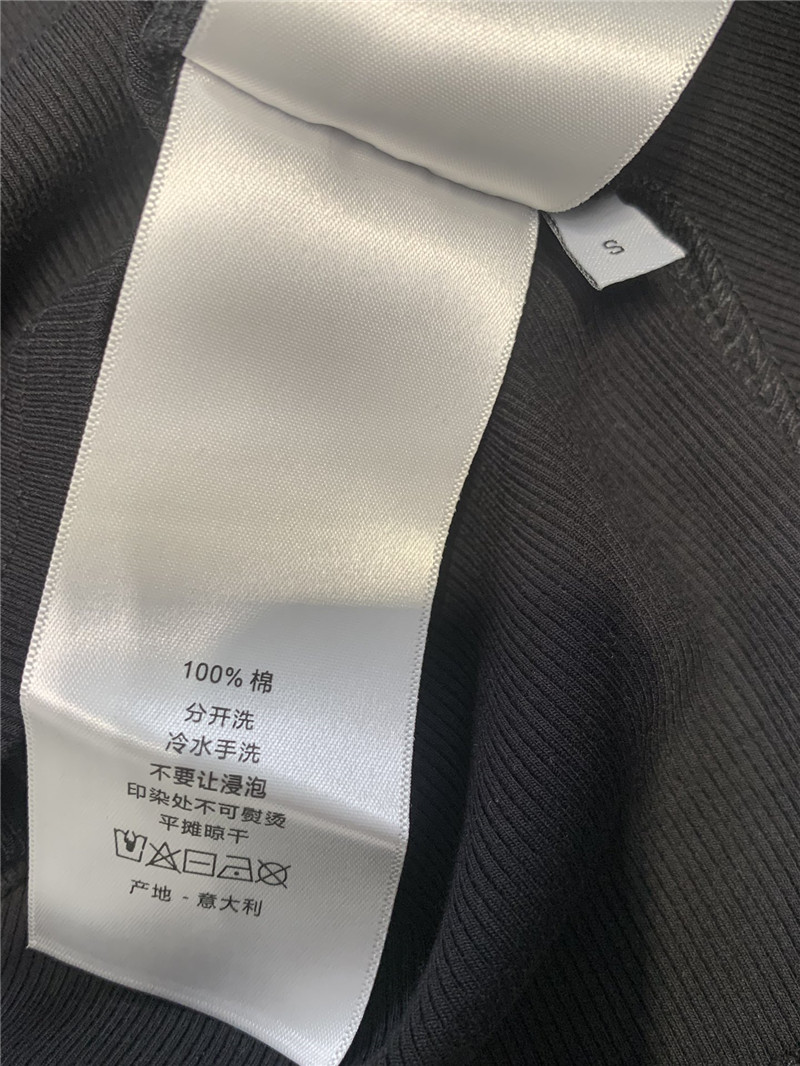 S
100% 棉
分开洗
冷水手洗
不要让浸泡
印染处不可熨烫
平摊晾干
产地 - 意大利